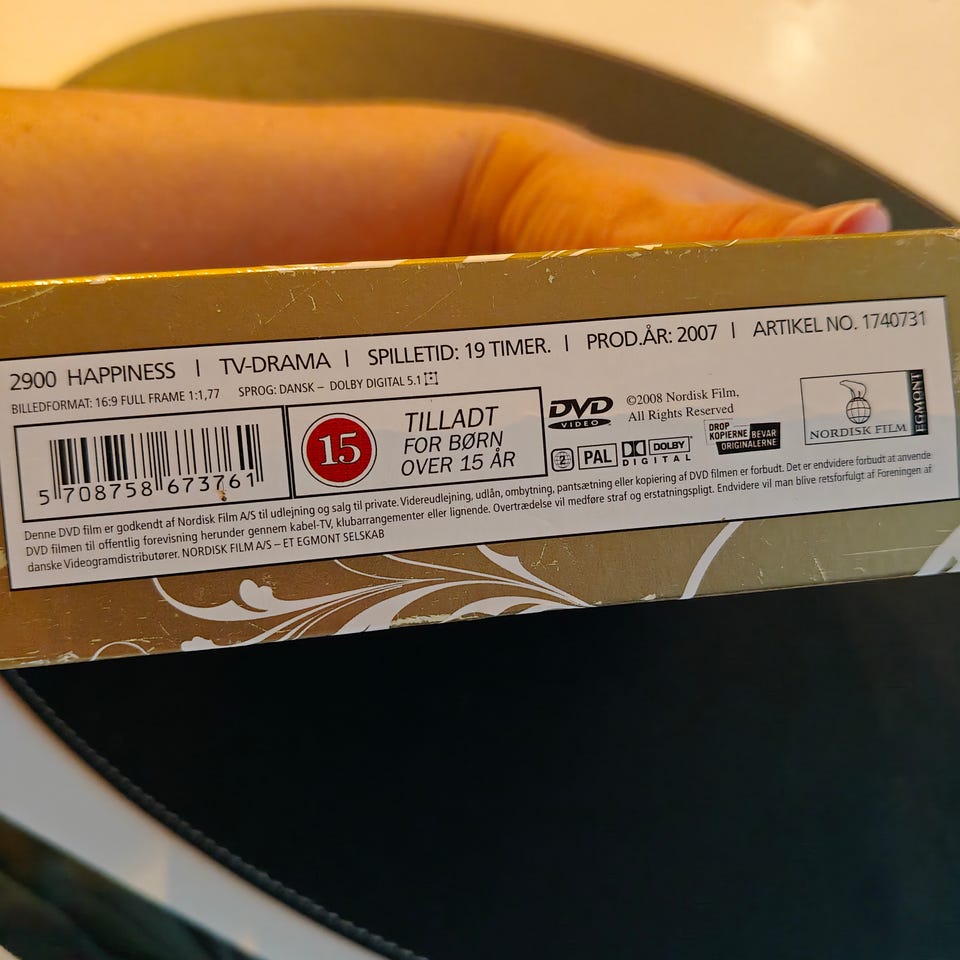 2900 HAPPINESS | TV-DRAMA | SPILLETID: 19 TIMER. | PROD.ÅR: 2007 | ARTIKEL NO. 1740731
BILLEDFORMAT: 16:9 FULL FRAME 1:1,77 SPROG: DANSK – DOLBY DIGITAL 5.1
5 708758 673761
15
TILLADT
FOR BØRN
OVER 15 ÅR
DVD
VIDEO
©2008 Nordisk Film,
All Rights Reserved
2
PAL
DOLBY
DIGITAL
DROP
KOPIERNE
BEVAR
ORIGINALERNE
NORDISK FILM
EGMONT
Denne DVD film er godkendt af Nordisk Film A/S til udlejning og salg til private. Videreudlejning, udlån, ombytning, pantsætning eller kopiering af DVD filmen er forbudt. Det er endvidere forbudt at anvende
DVD filmen til offentlig forevisning herunder gennem kabel-TV, klubarrangementer eller lignende. Overtrædelse vil medføre straf og erstatningspligt. Endvidere vil man blive retsforfulgt af Foreningen af
danske Videogramdistributører. NORDISK FILM A/S – ET EGMONT SELSKAB